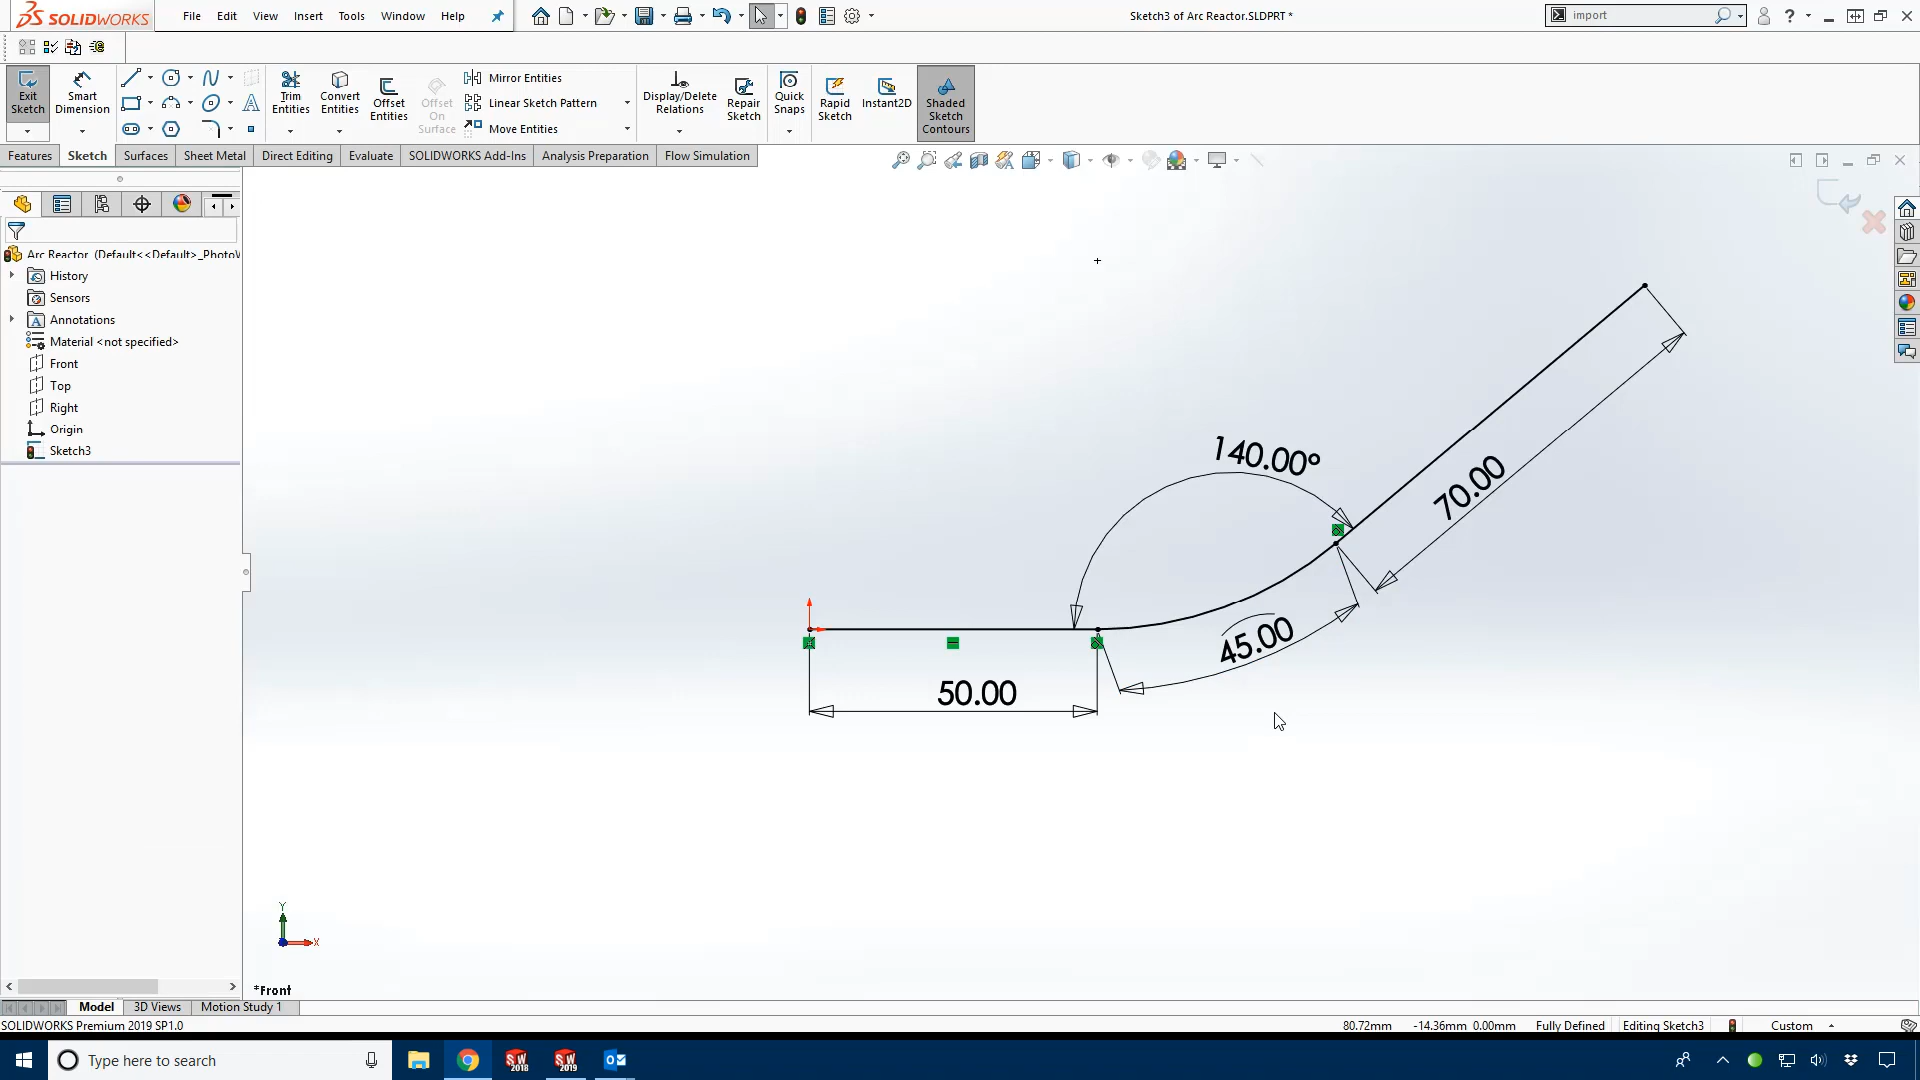 SOLIDWORKS File Edit View Insert Tools Window Help Sketch3 of Arc Reactor.SLDPRT * import ?
Exit Sketch
Smart Dimension
Trim Entities
Convert Entities
Offset Entities
Offset On Surface
Mirror Entities
Linear Sketch Pattern
Move Entities
Display/Delete Relations
Repair Sketch
Quick Snaps
Rapid Sketch
Instant2D
Shaded Sketch Contours
Features Sketch Surfaces Sheet Metal Direct Editing Evaluate SOLIDWORKS Add-Ins Analysis Preparation Flow Simulation
Arc Reactor (Default<<Default>_Photo
History
Sensors
Annotations
Material <not specified>
Front
Top
Right
Origin
Sketch3
140.00°
70.00
45.00
50.00
Y
X
*Front
Model 3D Views Motion Study 1
SOLIDWORKS Premium 2019 SP1.0 80.72mm -14.36mm 0.00mm Fully Defined Editing Sketch3 Custom
Type here to search SW 2018 SW 2019